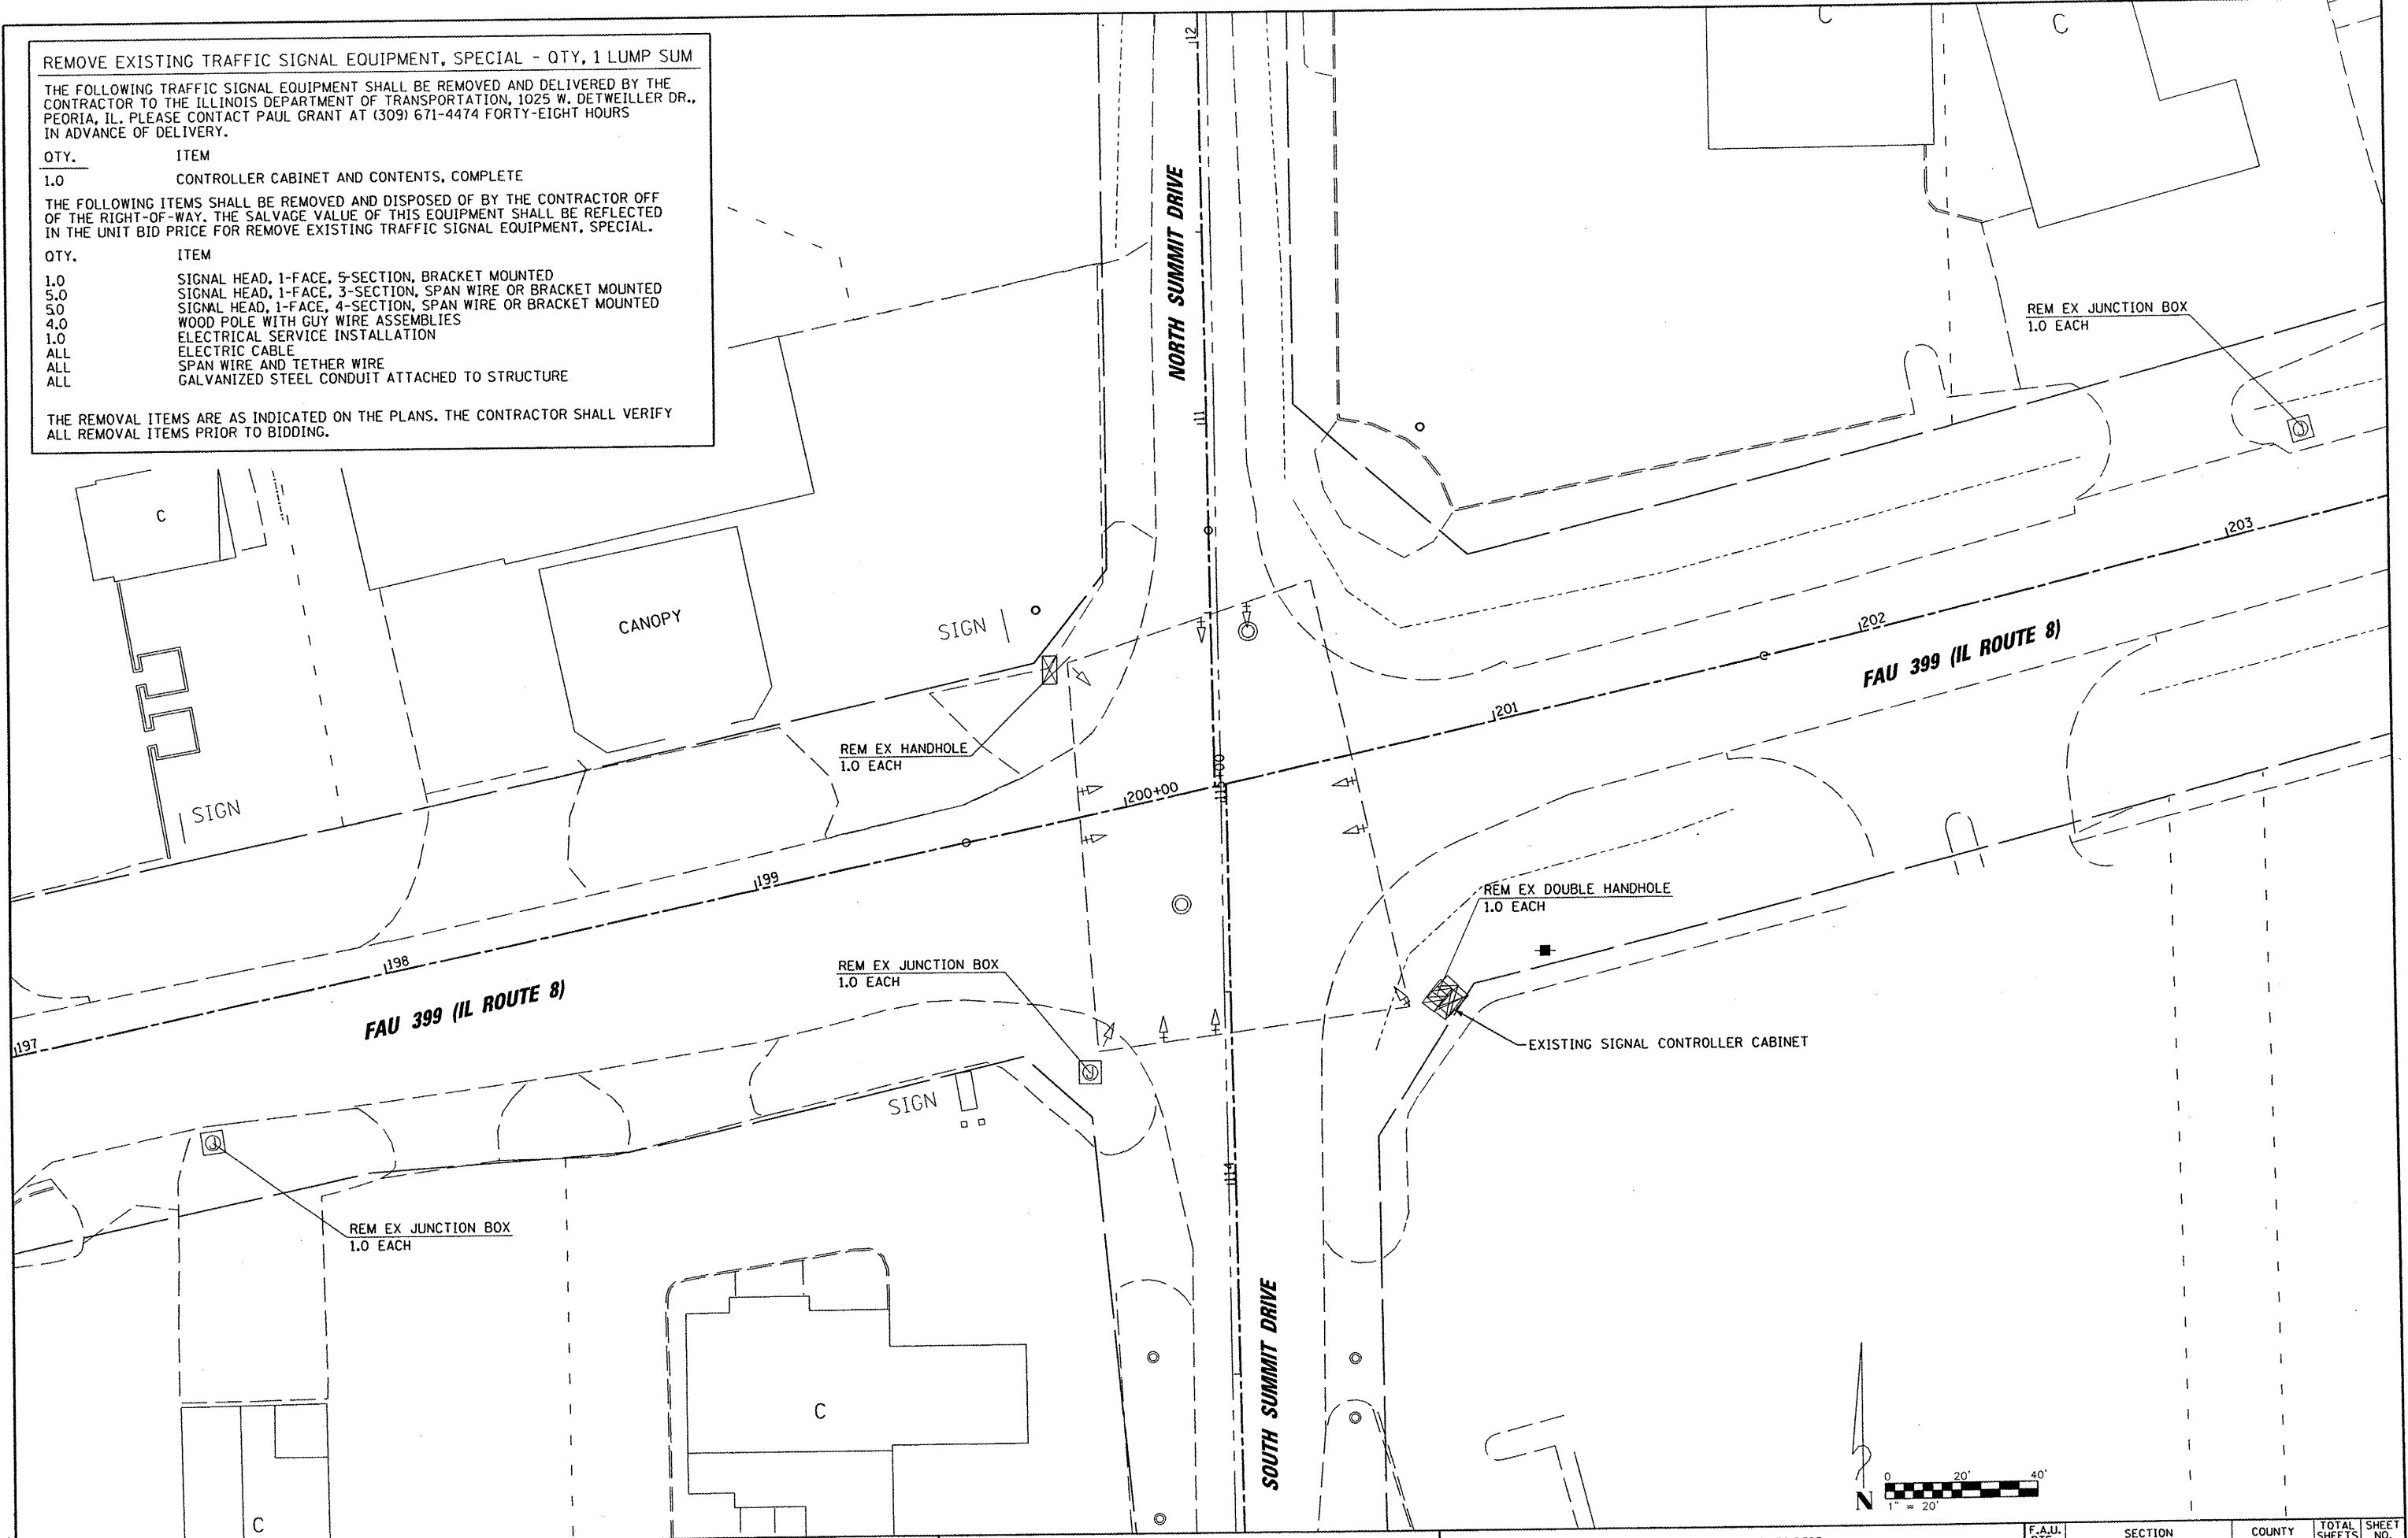 REMOVE EXISTING TRAFFIC SIGNAL EQUIPMENT, SPECIAL - QTY, 1 LUMP SUM
THE FOLLOWING TRAFFIC SIGNAL EQUIPMENT SHALL BE REMOVED AND DELIVERED BY THE
CONTRACTOR TO THE ILLINOIS DEPARTMENT OF TRANSPORTATION, 1025 W. DETWEILLER DR.,
PEORIA, IL. PLEASE CONTACT PAUL GRANT AT (309) 671-4474 FORTY-EIGHT HOURS
IN ADVANCE OF DELIVERY.
QTY. ITEM
1.0 CONTROLLER CABINET AND CONTENTS, COMPLETE
THE FOLLOWING ITEMS SHALL BE REMOVED AND DISPOSED OF BY THE CONTRACTOR OFF
OF THE RIGHT-OF-WAY. THE SALVAGE VALUE OF THIS EQUIPMENT SHALL BE REFLECTED
IN THE UNIT BID PRICE FOR REMOVE EXISTING TRAFFIC SIGNAL EQUIPMENT, SPECIAL.
QTY. ITEM
1.0 SIGNAL HEAD, 1-FACE, 5-SECTION, BRACKET MOUNTED
5.0 SIGNAL HEAD, 1-FACE, 3-SECTION, SPAN WIRE OR BRACKET MOUNTED
5.0 SIGNAL HEAD, 1-FACE, 4-SECTION, SPAN WIRE OR BRACKET MOUNTED
4.0 WOOD POLE WITH GUY WIRE ASSEMBLIES
1.0 ELECTRICAL SERVICE INSTALLATION
ALL ELECTRIC CABLE
ALL SPAN WIRE AND TETHER WIRE
ALL GALVANIZED STEEL CONDUIT ATTACHED TO STRUCTURE
THE REMOVAL ITEMS ARE AS INDICATED ON THE PLANS. THE CONTRACTOR SHALL VERIFY
ALL REMOVAL ITEMS PRIOR TO BIDDING.
12
C
C
NORTH SUMMIT DRIVE
REM EX JUNCTION BOX
1.0 EACH
11
J
C
203
CANOPY
SIGN
202
FAU 399 (IL ROUTE 8)
201
REM EX HANDHOLE
1.0 EACH
115+00
200+00
SIGN
199
REM EX DOUBLE HANDHOLE
1.0 EACH
198
REM EX JUNCTION BOX
1.0 EACH
FAU 399 (IL ROUTE 8)
197
EXISTING SIGNAL CONTROLLER CABINET
J
SIGN
J
114
REM EX JUNCTION BOX
1.0 EACH
SOUTH SUMMIT DRIVE
C
C
N
0 20' 40'
1" = 20'
F.A.U. SECTION COUNTY TOTAL SHEETS SHEET NO.